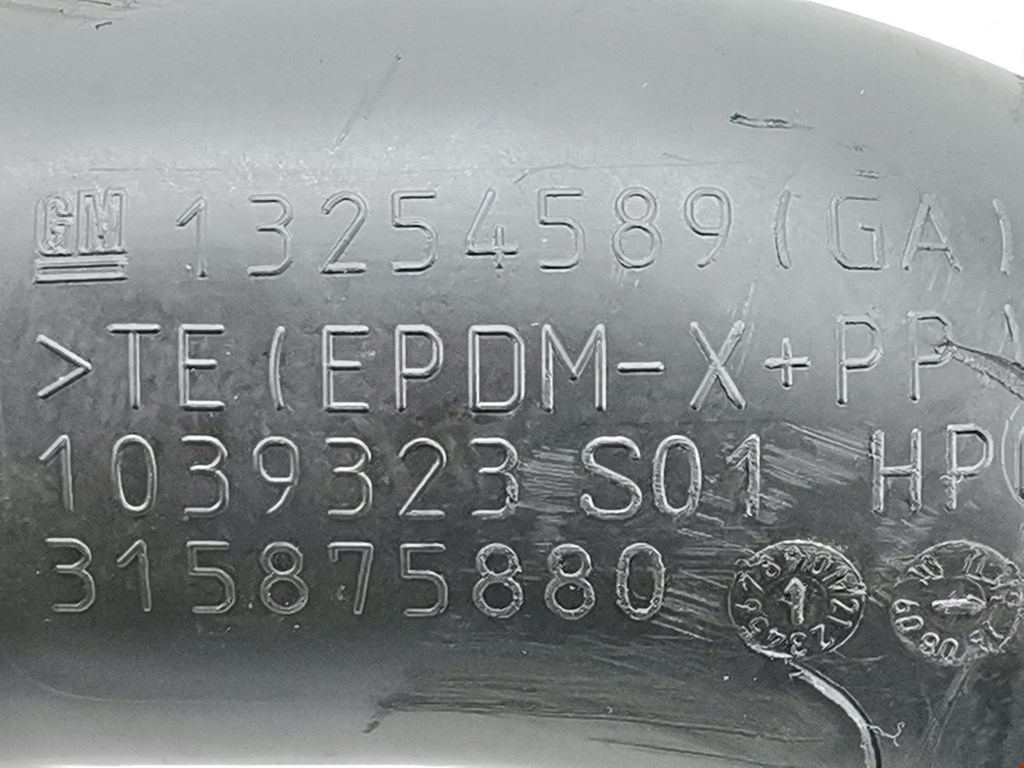 GM 13254589 (GA)
>TE(EPDM-X+PP)
1039323 S01 HP
315875880